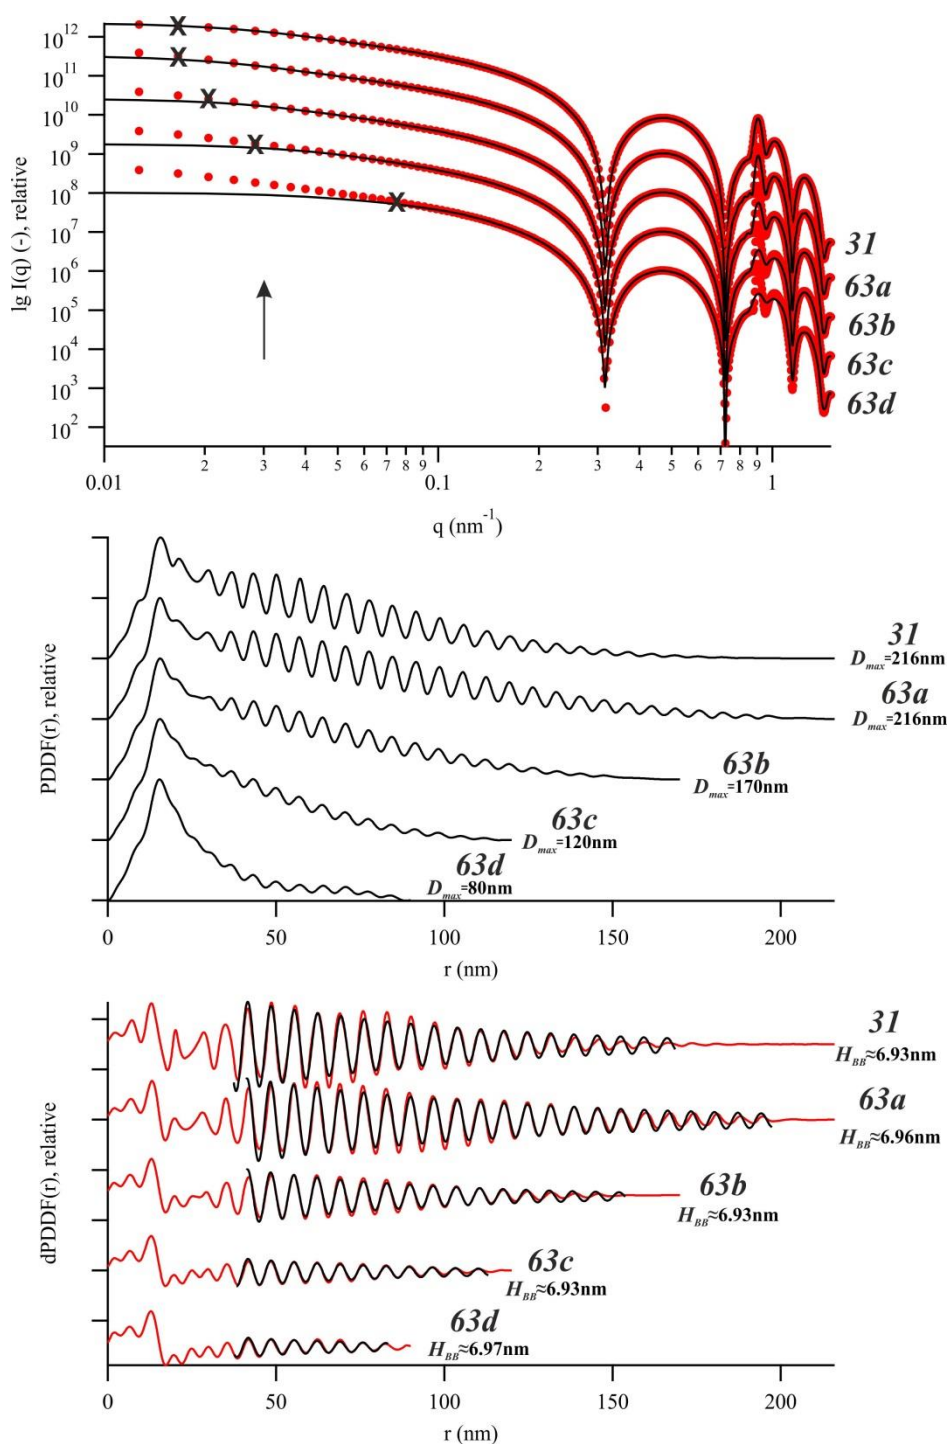 lg I(q) (-), relative
10^12
10^11
10^10
10^9
10^8
10^7
10^6
10^5
10^4
10^3
10^2
X
X
X
X
X
31
63a
63b
63c
63d
2 3 4 5 6 7 8 9 2 3 4 5 6 7 8 9
0.01 0.1 1
q (nm^-1)
PDDF(r), relative
31
D_max=216nm
63a
D_max=216nm
63b
D_max=170nm
63c
D_max=120nm
63d
D_max=80nm
0 50 100 150 200
r (nm)
dPDDF(r), relative
31
H_BB≈6.93nm
63a
H_BB≈6.96nm
63b
H_BB≈6.93nm
63c
H_BB≈6.93nm
63d
H_BB≈6.97nm
0 50 100 150 200
r (nm)